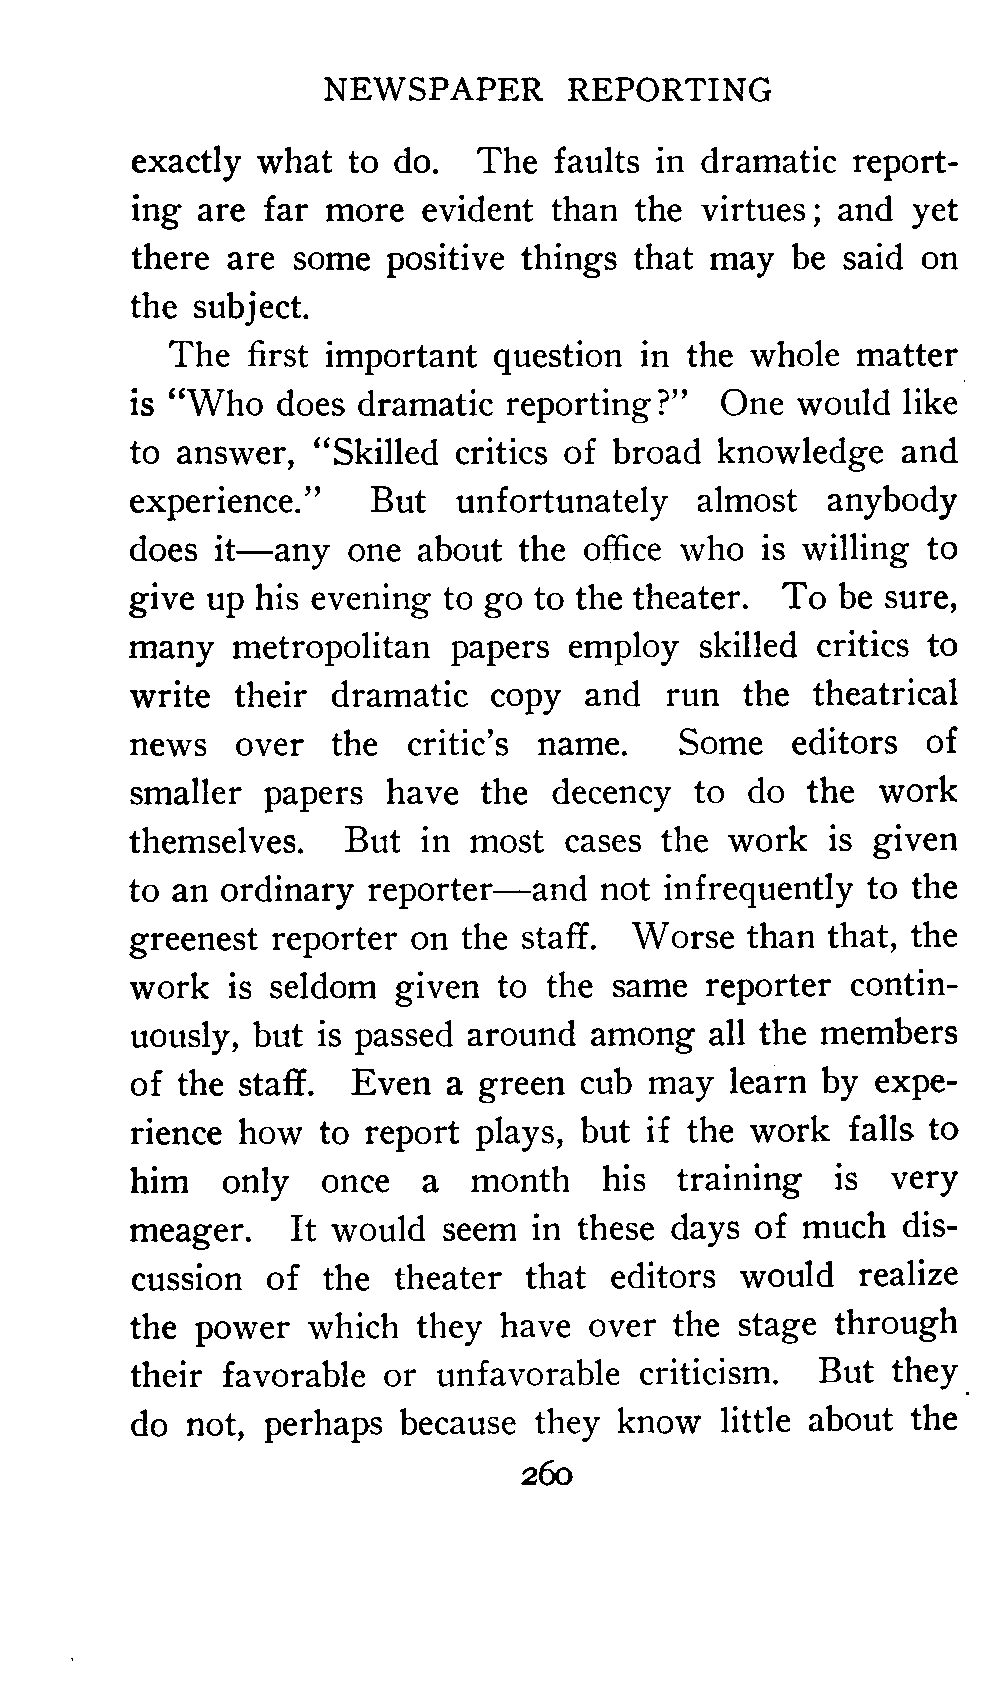 NEWSPAPER REPORTING
exactly what to do. The faults in dramatic report-
ing are far more evident than the virtues; and yet
there are some positive things that may be said on
the subject.
The first important question in the whole matter
is “Who does dramatic reporting?” One would like
to answer, “Skilled critics of broad knowledge and
experience.” But unfortunately almost anybody
does it—any one about the office who is willing to
give up his evening to go to the theater. To be sure,
many metropolitan papers employ skilled critics to
write their dramatic copy and run the theatrical
news over the critic’s name. Some editors of
smaller papers have the decency to do the work
themselves. But in most cases the work is given
to an ordinary reporter—and not infrequently to the
greenest reporter on the staff. Worse than that, the
work is seldom given to the same reporter contin-
uously, but is passed around among all the members
of the staff. Even a green cub may learn by expe-
rience how to report plays, but if the work falls to
him only once a month his training is very
meager. It would seem in these days of much dis-
cussion of the theater that editors would realize
the power which they have over the stage through
their favorable or unfavorable criticism. But they
do not, perhaps because they know little about the
260